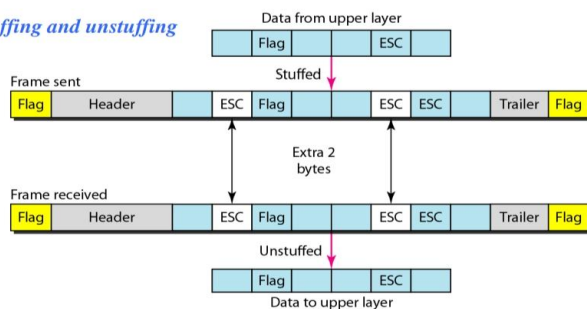 ffing and unstuffing
Data from upper layer
Flag ESC
Stuffed
Frame sent
Flag Header ESC Flag ESC ESC Trailer Flag
Extra 2
bytes
Frame received
Flag Header ESC Flag ESC ESC Trailer Flag
Unstuffed
Flag ESC
Data to upper layer